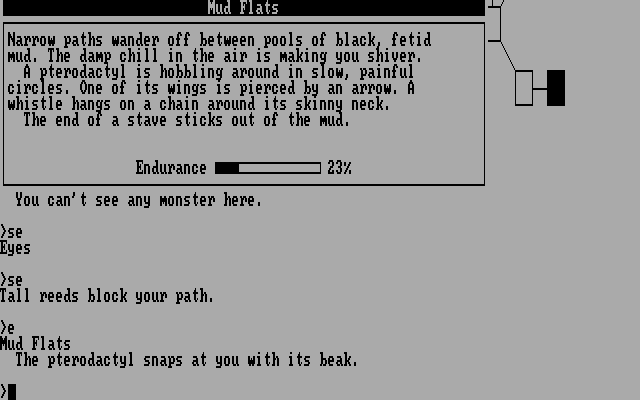 Mud Flats
Narrow paths wander off between pools of black, fetid
mud. The damp chill in the air is making you shiver.
A pterodactyl is hobbling around in slow, painful
circles. One of its wings is pierced by an arrow. A
whistle hangs on a chain around its skinny neck.
The end of a stave sticks out of the mud.
Endurance 23%
You can't see any monster here.
>se
Eyes
>se
Tall reeds block your path.
>e
Mud Flats
The pterodactyl snaps at you with its beak.
>